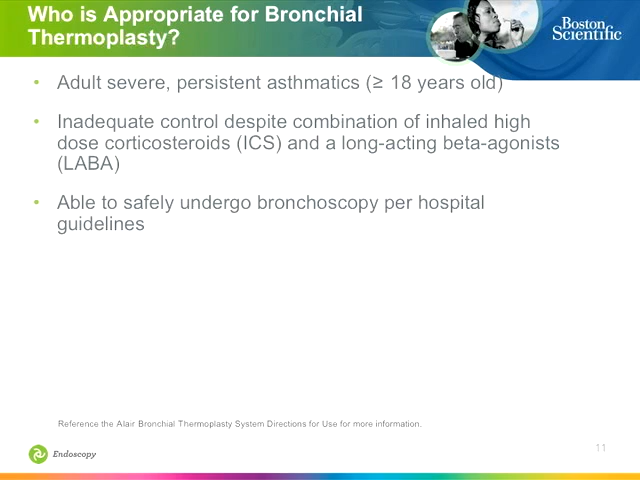 Who is Appropriate for Bronchial
Thermoplasty?
Boston
Scientific
• Adult severe, persistent asthmatics (≥ 18 years old)
• Inadequate control despite combination of inhaled high
dose corticosteroids (ICS) and a long-acting beta-agonists
(LABA)
• Able to safely undergo bronchoscopy per hospital
guidelines
Reference the Alair Bronchial Thermoplasty System Directions for Use for more information.
Endoscopy
11